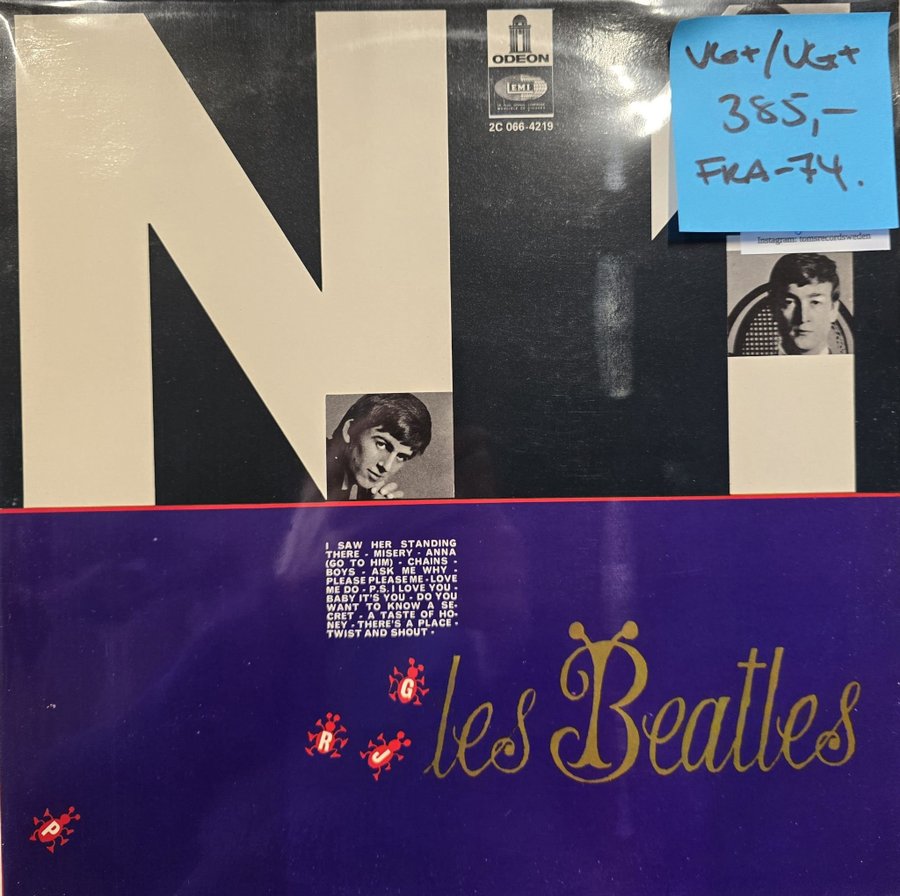 N°1
ODEON
EMI
2C 066-4219
VG+/VG+
385,-
FRA-74.
Instagram: tomsrecordsweden
I SAW HER STANDING
THERE - MISERY - ANNA
(GO TO HIM) - CHAINS -
BOYS - ASK ME WHY -
PLEASE PLEASE ME - LOVE
ME DO - P.S. I LOVE YOU -
BABY IT'S YOU - DO YOU
WANT TO KNOW A SE-
CRET - A TASTE OF HO-
NEY - THERE'S A PLACE -
TWIST AND SHOUT -
G
R
J
les Beatles
P